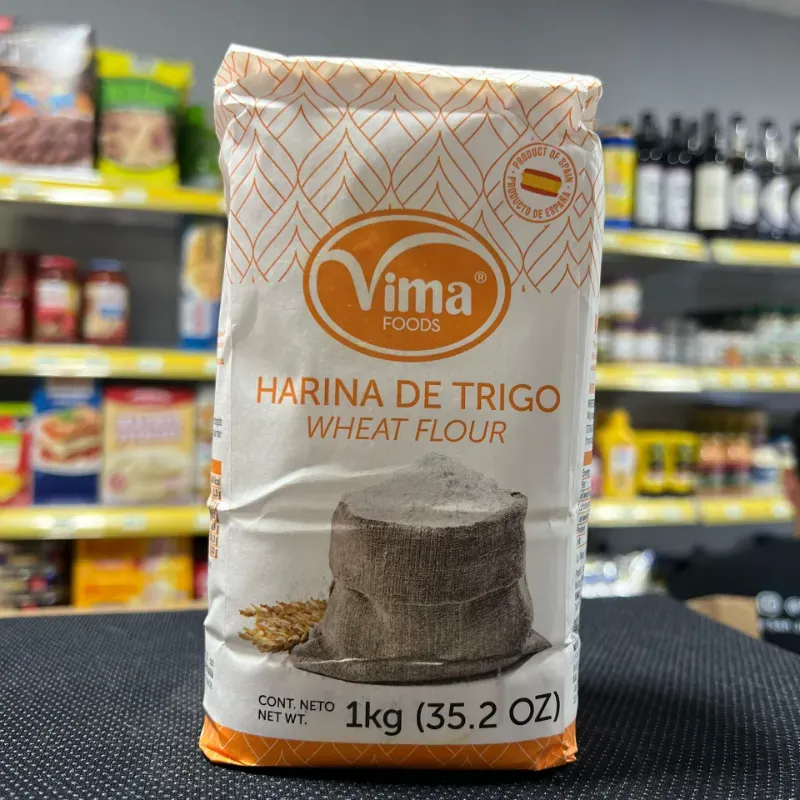 PRODUCT OF SPAIN
PRODUCTO DE ESPAÑA
Vima®
FOODS
HARINA DE TRIGO
WHEAT FLOUR
CONT. NETO
NET WT.
1kg (35.2 OZ)